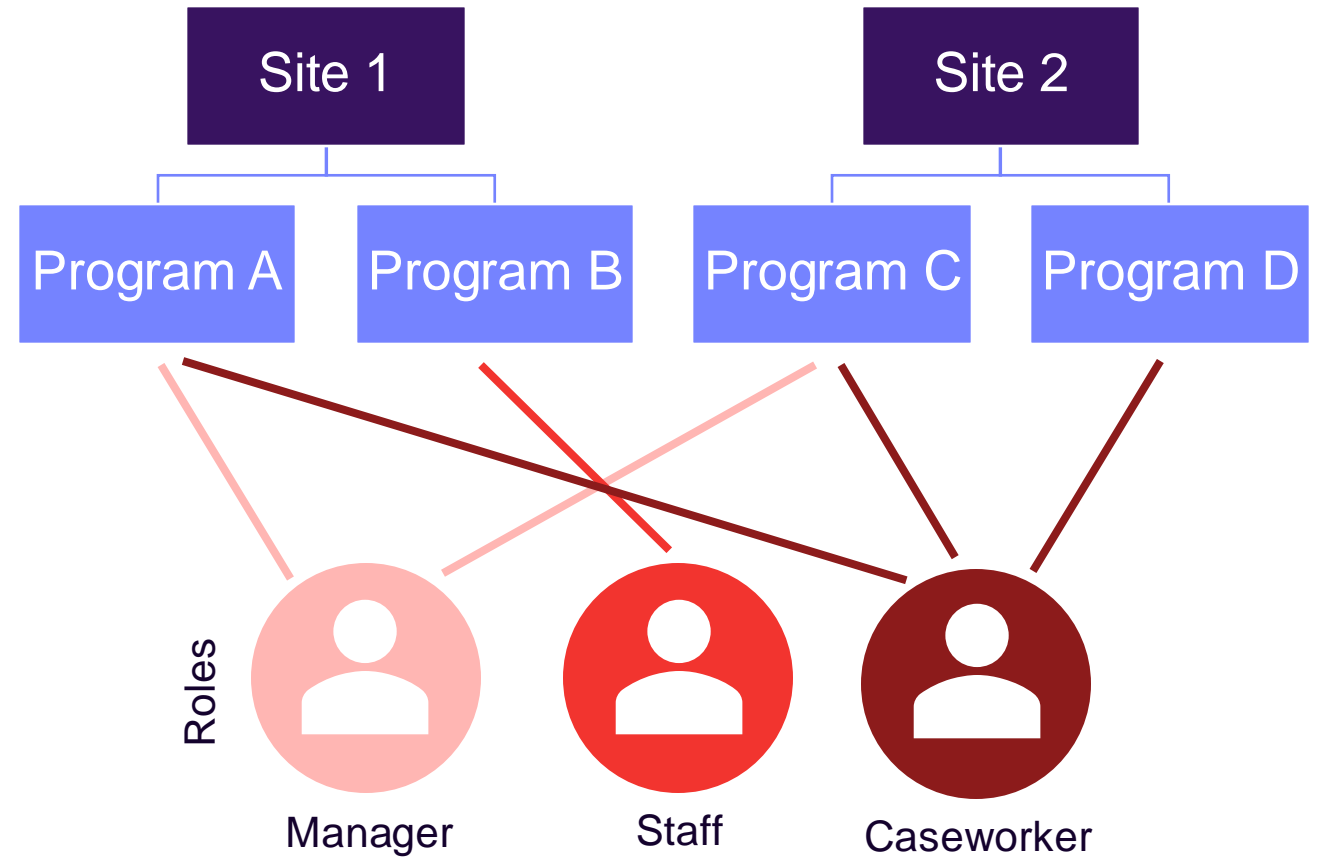 Site 1
Site 2
Program A
Program B
Program C
Program D
Roles
Manager
Staff
Caseworker